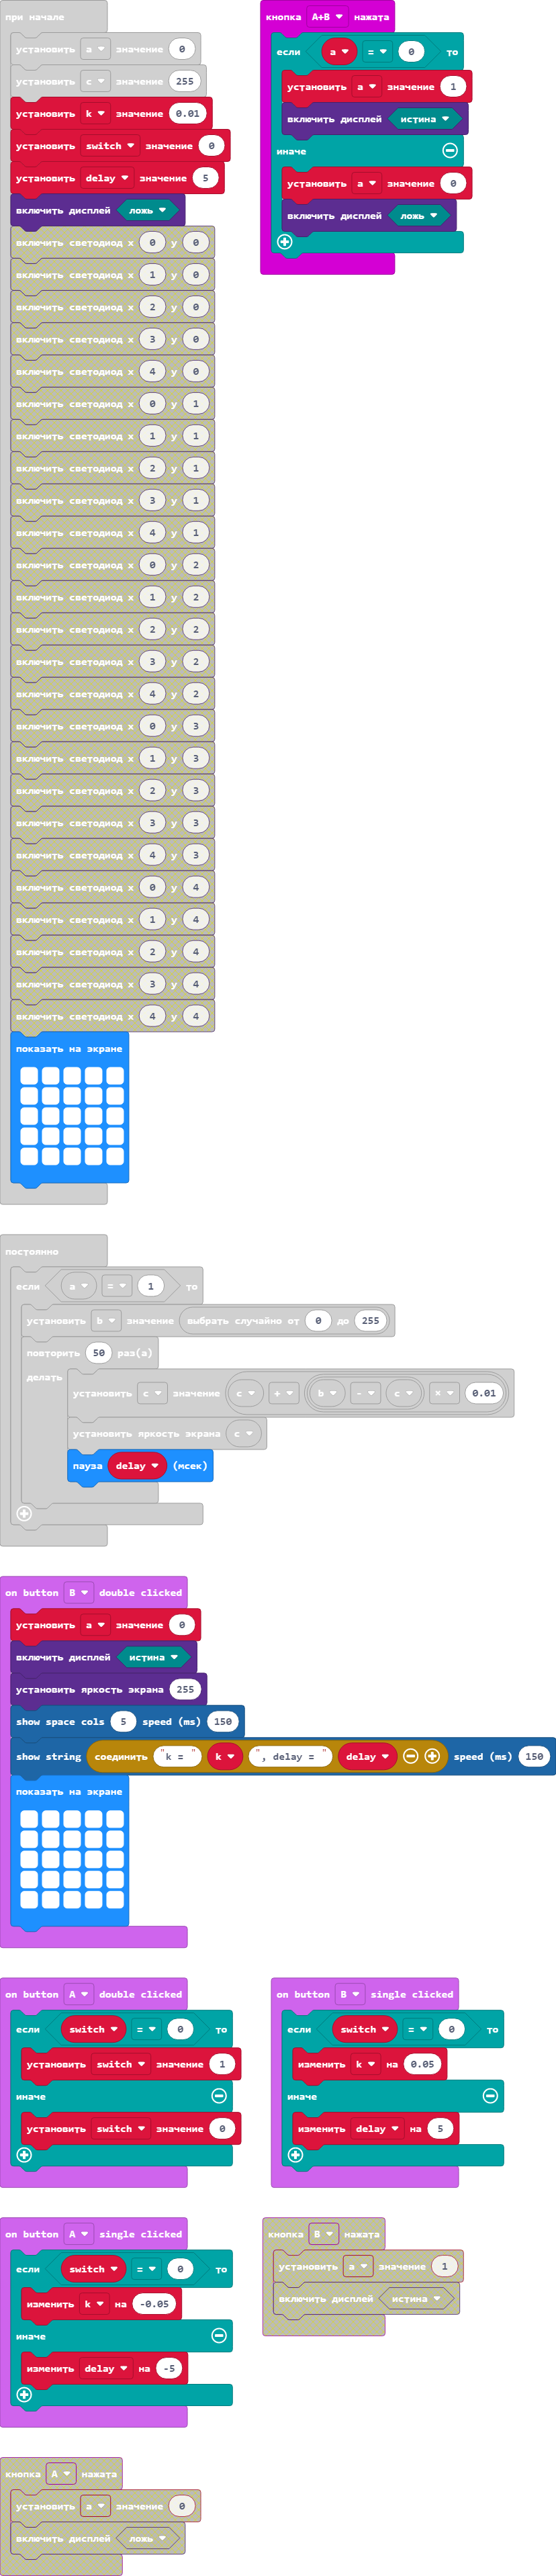 при начале
установить a значение 0
установить c значение 255
установить k значение 0.01
установить switch значение 0
установить delay значение 5
включить дисплей ложь
включить светодиод x 0 y 0
включить светодиод x 1 y 0
включить светодиод x 2 y 0
включить светодиод x 3 y 0
включить светодиод x 4 y 0
включить светодиод x 0 y 1
включить светодиод x 1 y 1
включить светодиод x 2 y 1
включить светодиод x 3 y 1
включить светодиод x 4 y 1
включить светодиод x 0 y 2
включить светодиод x 1 y 2
включить светодиод x 2 y 2
включить светодиод x 3 y 2
включить светодиод x 4 y 2
включить светодиод x 0 y 3
включить светодиод x 1 y 3
включить светодиод x 2 y 3
включить светодиод x 3 y 3
включить светодиод x 4 y 3
включить светодиод x 0 y 4
включить светодиод x 1 y 4
включить светодиод x 2 y 4
включить светодиод x 3 y 4
включить светодиод x 4 y 4
показать на экране
кнопка A+B нажата
если a = 0 то
установить a значение 1
включить дисплей истина
иначе
установить a значение 0
включить дисплей ложь
постоянно
если a = 1 то
установить b значение выбрать случайно от 0 до 255
повторить 50 раз(а)
делать
установить c значение c + b - c × 0.01
установить яркость экрана c
пауза delay (мсек)
on button B double clicked
установить a значение 0
включить дисплей истина
установить яркость экрана 255
show space cols 5 speed (ms) 150
show string соединить "k = " k ", delay = " delay speed (ms) 150
показать на экране
on button A double clicked
если switch = 0 то
установить switch значение 1
иначе
установить switch значение 0
on button B single clicked
если switch = 0 то
изменить k на 0.05
иначе
изменить delay на 5
on button A single clicked
если switch = 0 то
изменить k на -0.05
иначе
изменить delay на -5
кнопка B нажата
установить a значение 1
включить дисплей истина
кнопка A нажата
установить a значение 0
включить дисплей ложь